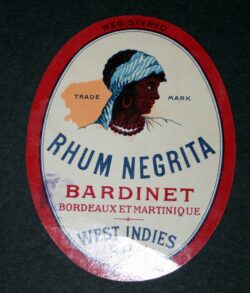 REGISTERED
TRADE MARK
RHUM NEGRITA
BARDINET
BORDEAUX ET MARTINIQUE
WEST INDIES